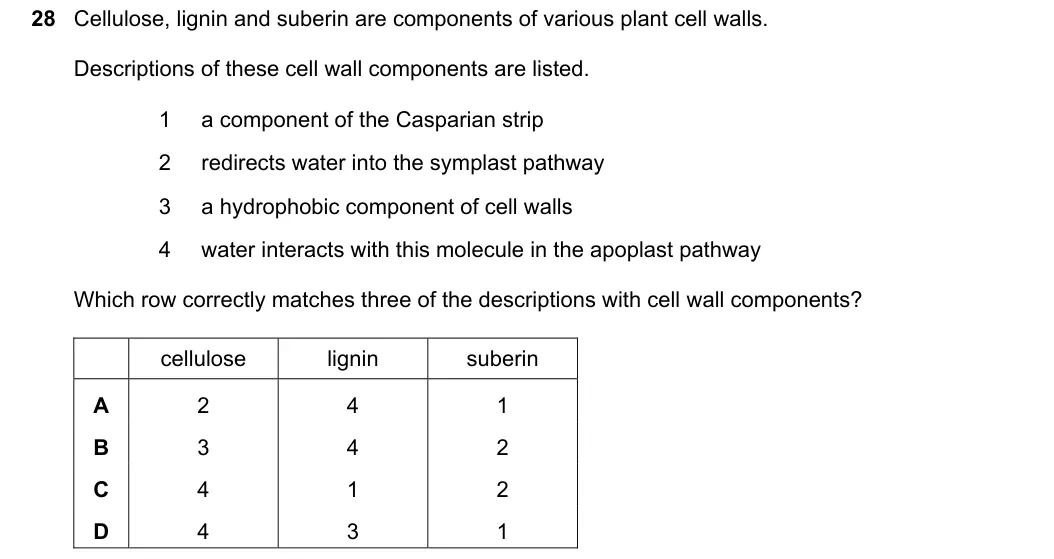 28 Cellulose, lignin and suberin are components of various plant cell walls.
Descriptions of these cell wall components are listed.
1 a component of the Casparian strip
2 redirects water into the symplast pathway
3 a hydrophobic component of cell walls
4 water interacts with this molecule in the apoplast pathway
Which row correctly matches three of the descriptions with cell wall components?
cellulose lignin suberin
A 2 4 1
B 3 4 2
C 4 1 2
D 4 3 1